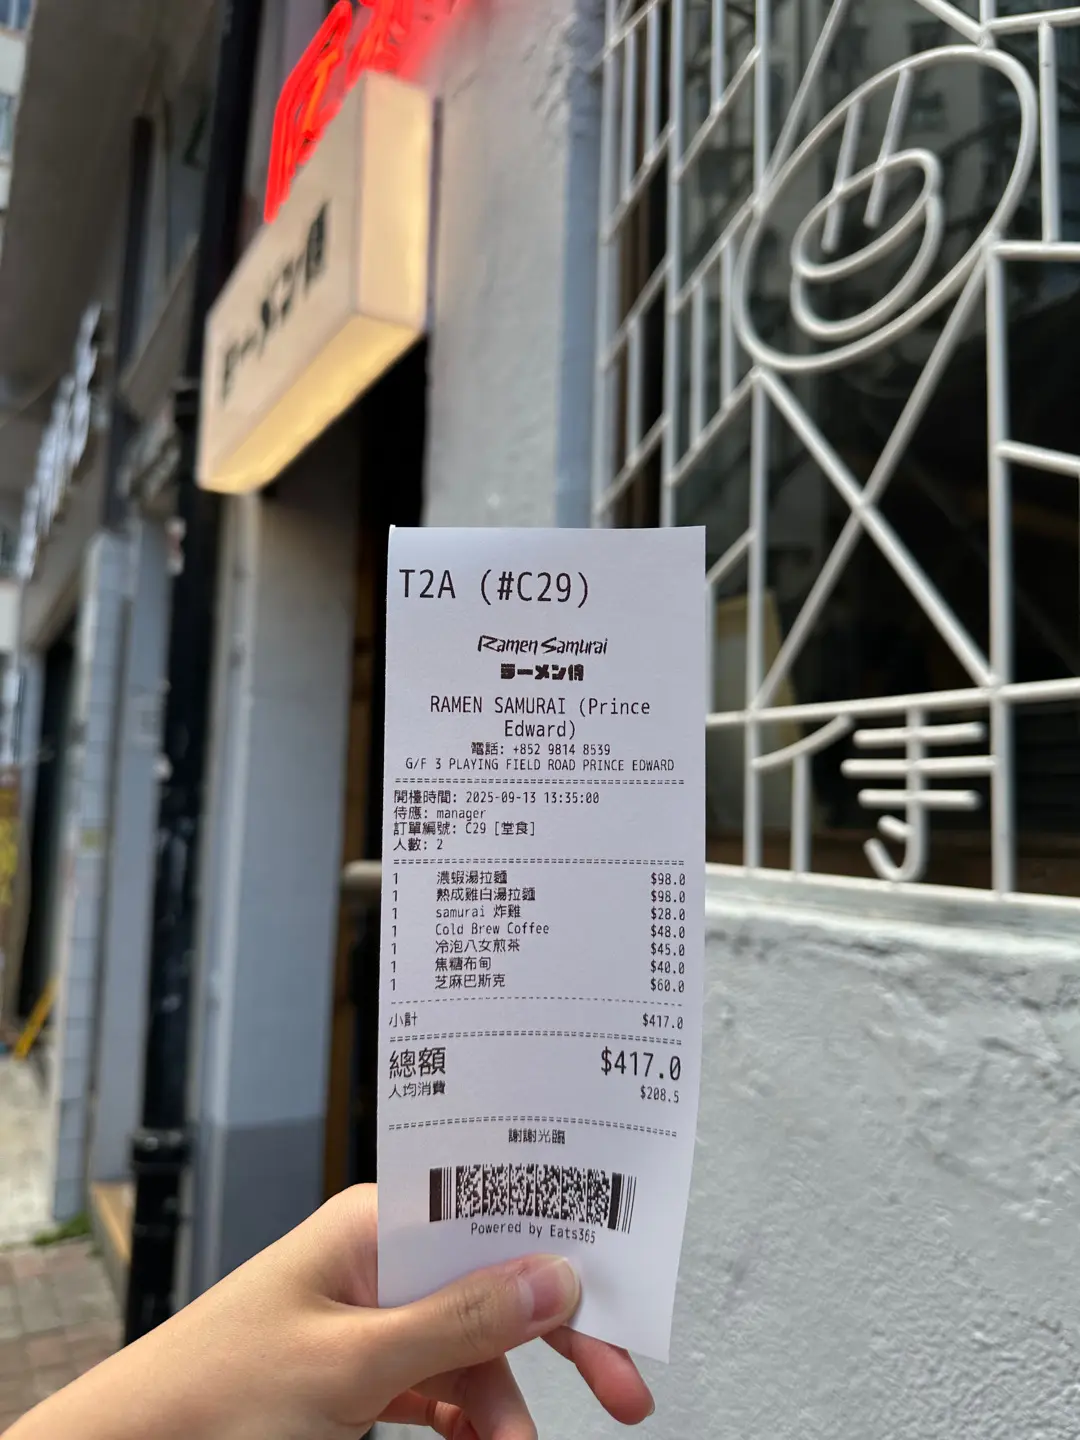 ラーメン侍
T2A (#C29)
Ramen Samurai
ラーメン侍
RAMEN SAMURAI (Prince
Edward)
電話: +852 9814 8539
G/F 3 PLAYING FIELD ROAD PRINCE EDWARD
開檯時間: 2025-09-13 13:35:00
侍應: manager
訂單編號: C29 [堂食]
人數: 2
1 濃蝦湯拉麵 $98.0
1 熟成雞白湯拉麵 $98.0
1 samurai 炸雞 $28.0
1 Cold Brew Coffee $48.0
1 冷泡八女煎茶 $45.0
1 焦糖布甸 $40.0
1 芝麻巴斯克 $60.0
小計 $417.0
總額 $417.0
人均消費 $208.5
謝謝光臨
Powered by Eats365